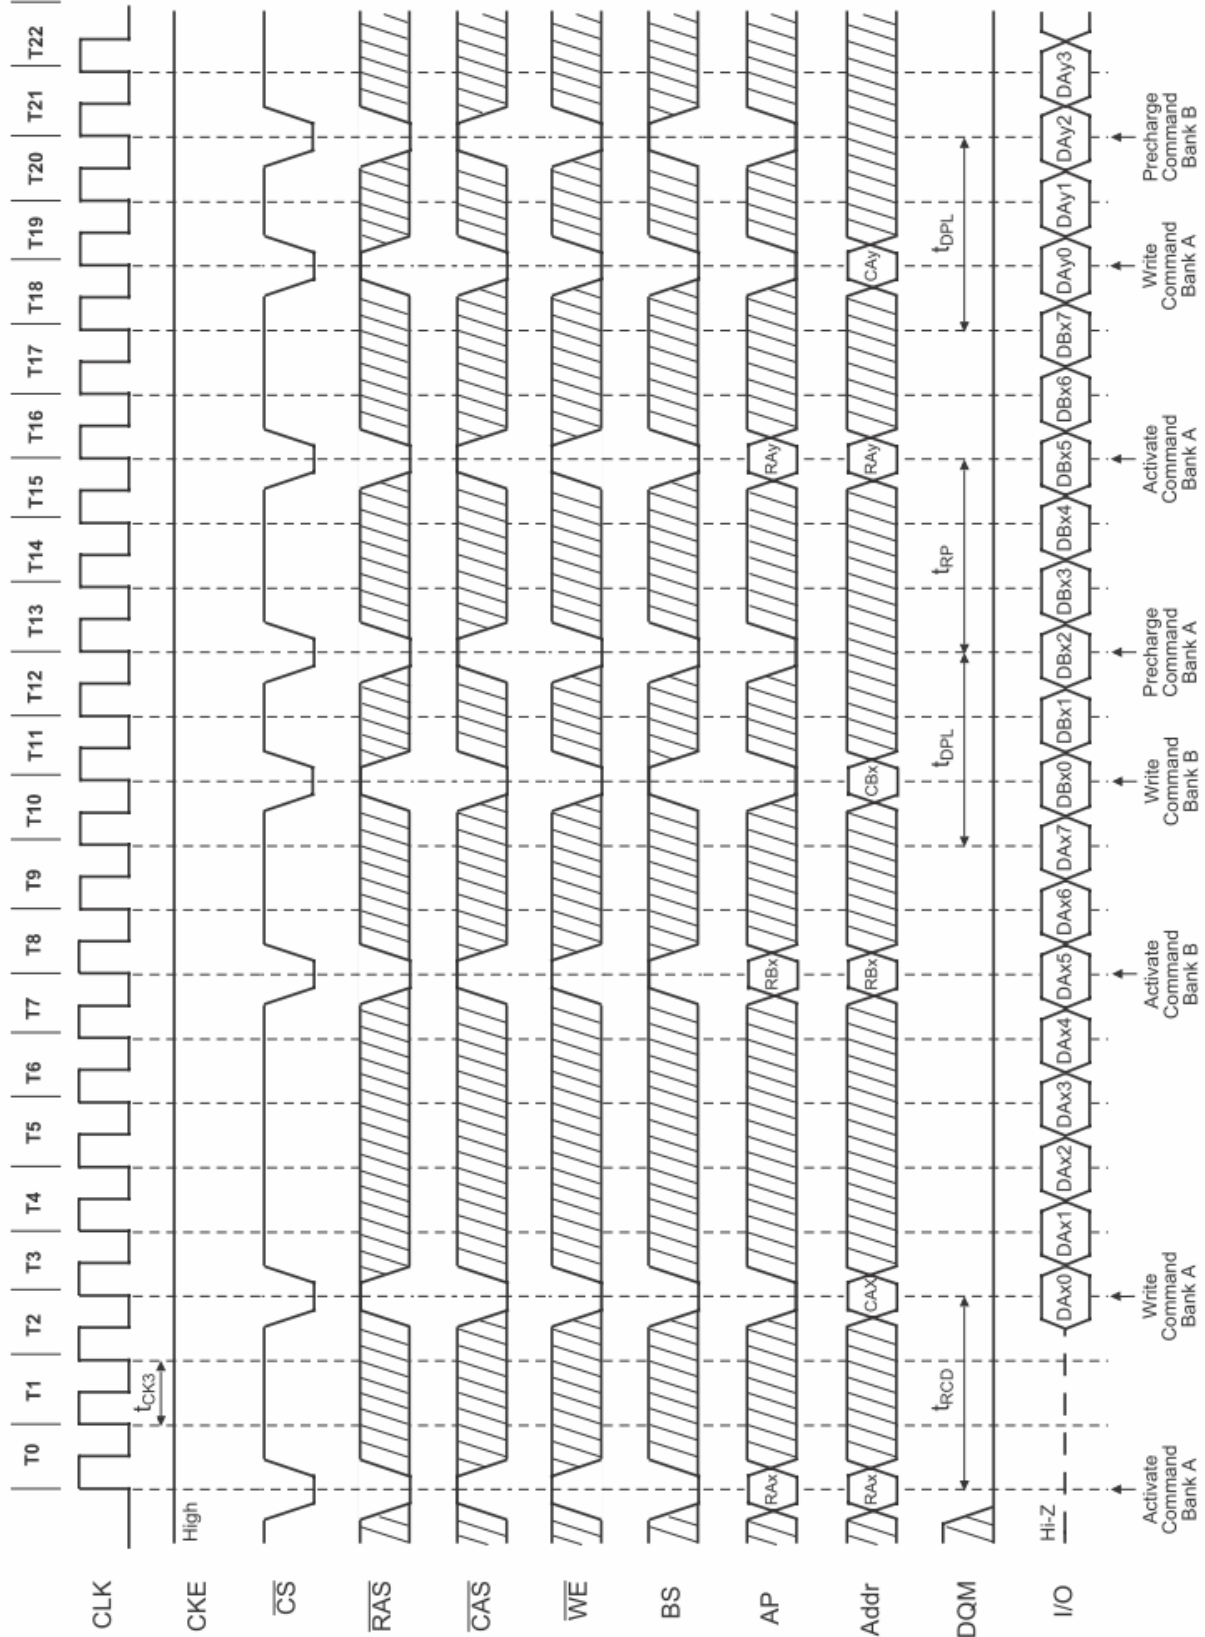 T0 T1 T2 T3 T4 T5 T6 T7 T8 T9 T10 T11 T12 T13 T14 T15 T16 T17 T18 T19 T20 T21 T22
CLK
tCK3
CKE
High
CS
RAS
CAS
WE
BS
AP
RAx RBx RAy
Addr
RAx CAX RBx CBx RAy CAy
DQM
tRCD tDPL tRP tDPL
I/O
Hi-Z DAx0 DAx1 DAx2 DAx3 DAx4 DAx5 DAx6 DAx7 DBx0 DBx1 DBx2 DBx3 DBx4 DBx5 DBx6 DBx7 DAy0 DAy1 DAy2 DAy3
Activate
Command
Bank A
Write
Command
Bank A
Activate
Command
Bank B
Write
Command
Bank B
Precharge
Command
Bank A
Activate
Command
Bank A
Write
Command
Bank A
Precharge
Command
Bank B